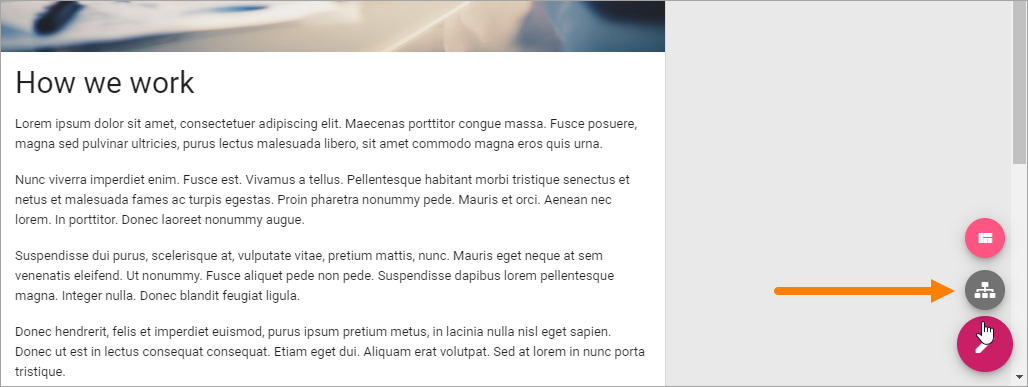 How we work
Lorem ipsum dolor sit amet, consectetuer adipiscing elit. Maecenas porttitor congue massa. Fusce posuere,
magna sed pulvinar ultricies, purus lectus malesuada libero, sit amet commodo magna eros quis urna.
Nunc viverra imperdiet enim. Fusce est. Vivamus a tellus. Pellentesque habitant morbi tristique senectus et
netus et malesuada fames ac turpis egestas. Proin pharetra nonummy pede. Mauris et orci. Aenean nec
lorem. In porttitor. Donec laoreet nonummy augue.
Suspendisse dui purus, scelerisque at, vulputate vitae, pretium mattis, nunc. Mauris eget neque at sem
venenatis eleifend. Ut nonummy. Fusce aliquet pede non pede. Suspendisse dapibus lorem pellentesque
magna. Integer nulla. Donec blandit feugiat ligula.
Donec hendrerit, felis et imperdiet euismod, purus ipsum pretium metus, in lacinia nulla nisl eget sapien.
Donec ut est in lectus consequat consequat. Etiam eget dui. Aliquam erat volutpat. Sed at lorem in nunc porta
tristique.